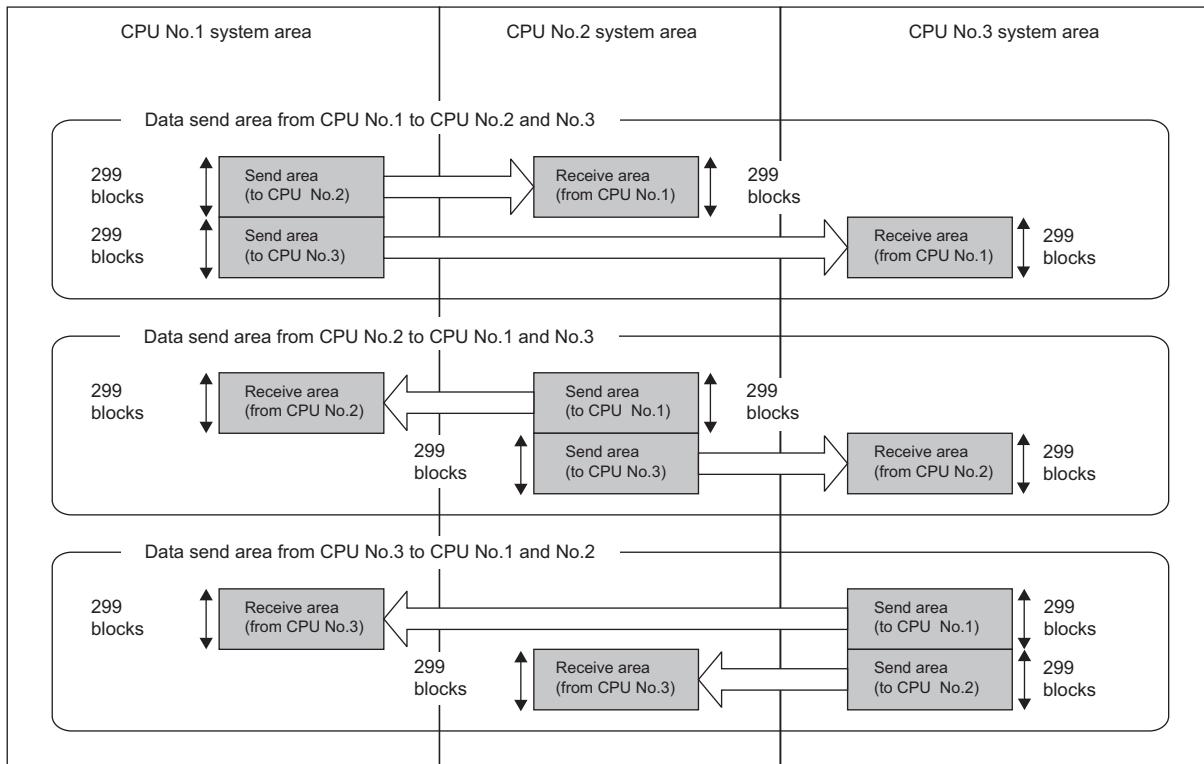 CPU No.1 system area
CPU No.2 system area
CPU No.3 system area
Data send area from CPU No.1 to CPU No.2 and No.3
299
blocks
Send area
(to CPU No.2)
Receive area
(from CPU No.1)
299
blocks
299
blocks
Send area
(to CPU No.3)
Receive area
(from CPU No.1)
299
blocks
Data send area from CPU No.2 to CPU No.1 and No.3
299
blocks
Receive area
(from CPU No.2)
Send area
(to CPU No.1)
299
blocks
299
blocks
Send area
(to CPU No.3)
Receive area
(from CPU No.2)
299
blocks
Data send area from CPU No.3 to CPU No.1 and No.2
299
blocks
Receive area
(from CPU No.3)
Send area
(to CPU No.1)
299
blocks
299
blocks
Receive area
(from CPU No.3)
Send area
(to CPU No.2)
299
blocks